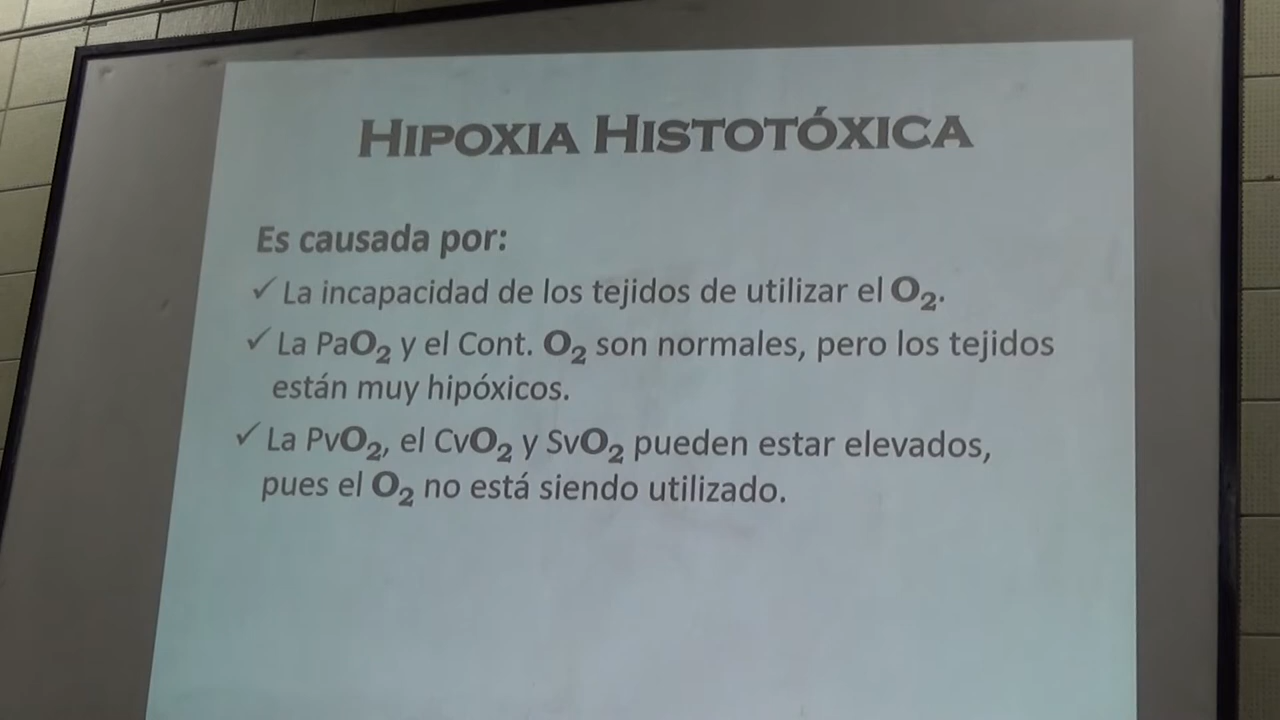 HIPOXIA HISTOTÓXICA
Es causada por:
✓ La incapacidad de los tejidos de utilizar el O₂.
✓ La PaO₂ y el Cont. O₂ son normales, pero los tejidos
están muy hipóxicos.
✓ La PvO₂, el CvO₂ y SvO₂ pueden estar elevados,
pues el O₂ no está siendo utilizado.